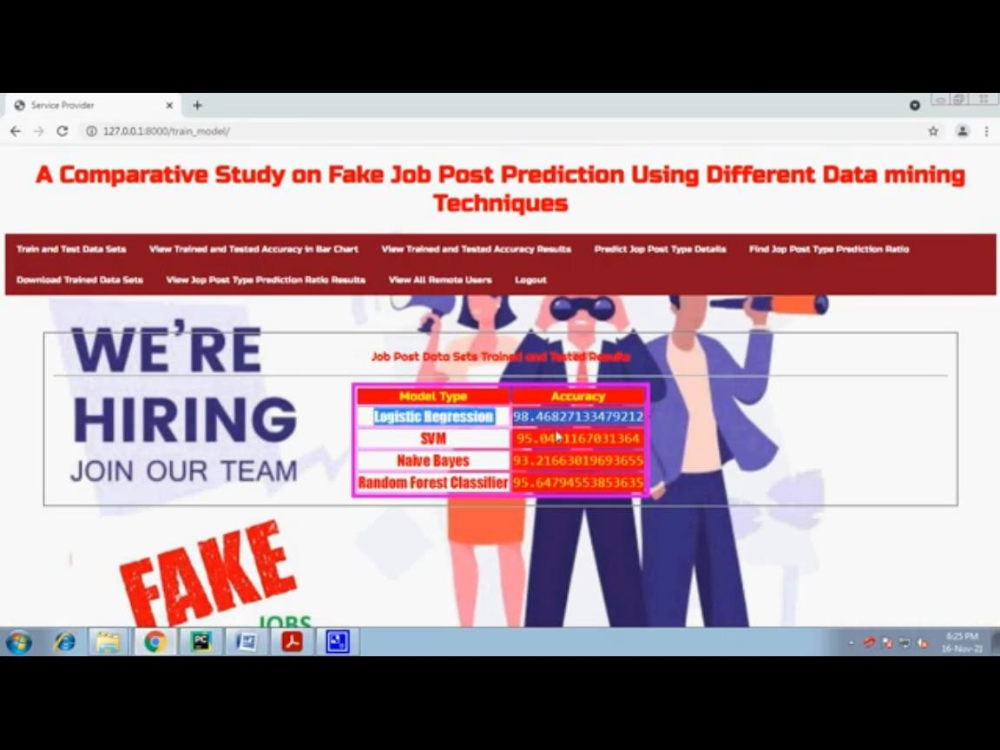 Service Provider
127.0.0.1:8000/train_model/
A Comparative Study on Fake Job Post Prediction Using Different Data mining
Techniques
Train and Test Data Sets View Trained and Tested Accuracy in Bar Chart View Trained and Tested Accuracy Results Predict Jop Post Type Details Find Jop Post Type Prediction Ratio
Download Trained Data Sets View Jop Post Type Prediction Ratio Results View All Remote Users Logout
WE'RE
HIRING
JOIN OUR TEAM
Job Post Data Sets Trained and Tested Results
Model Type Accuracy
Logistic Regression 98.46827133479212
SVM
Naive Bayes 93.21663019693655
Random Forest Classifier 95.64794553853635
FAKE
JOBS
PC
6:25 PM
16-Nov-21